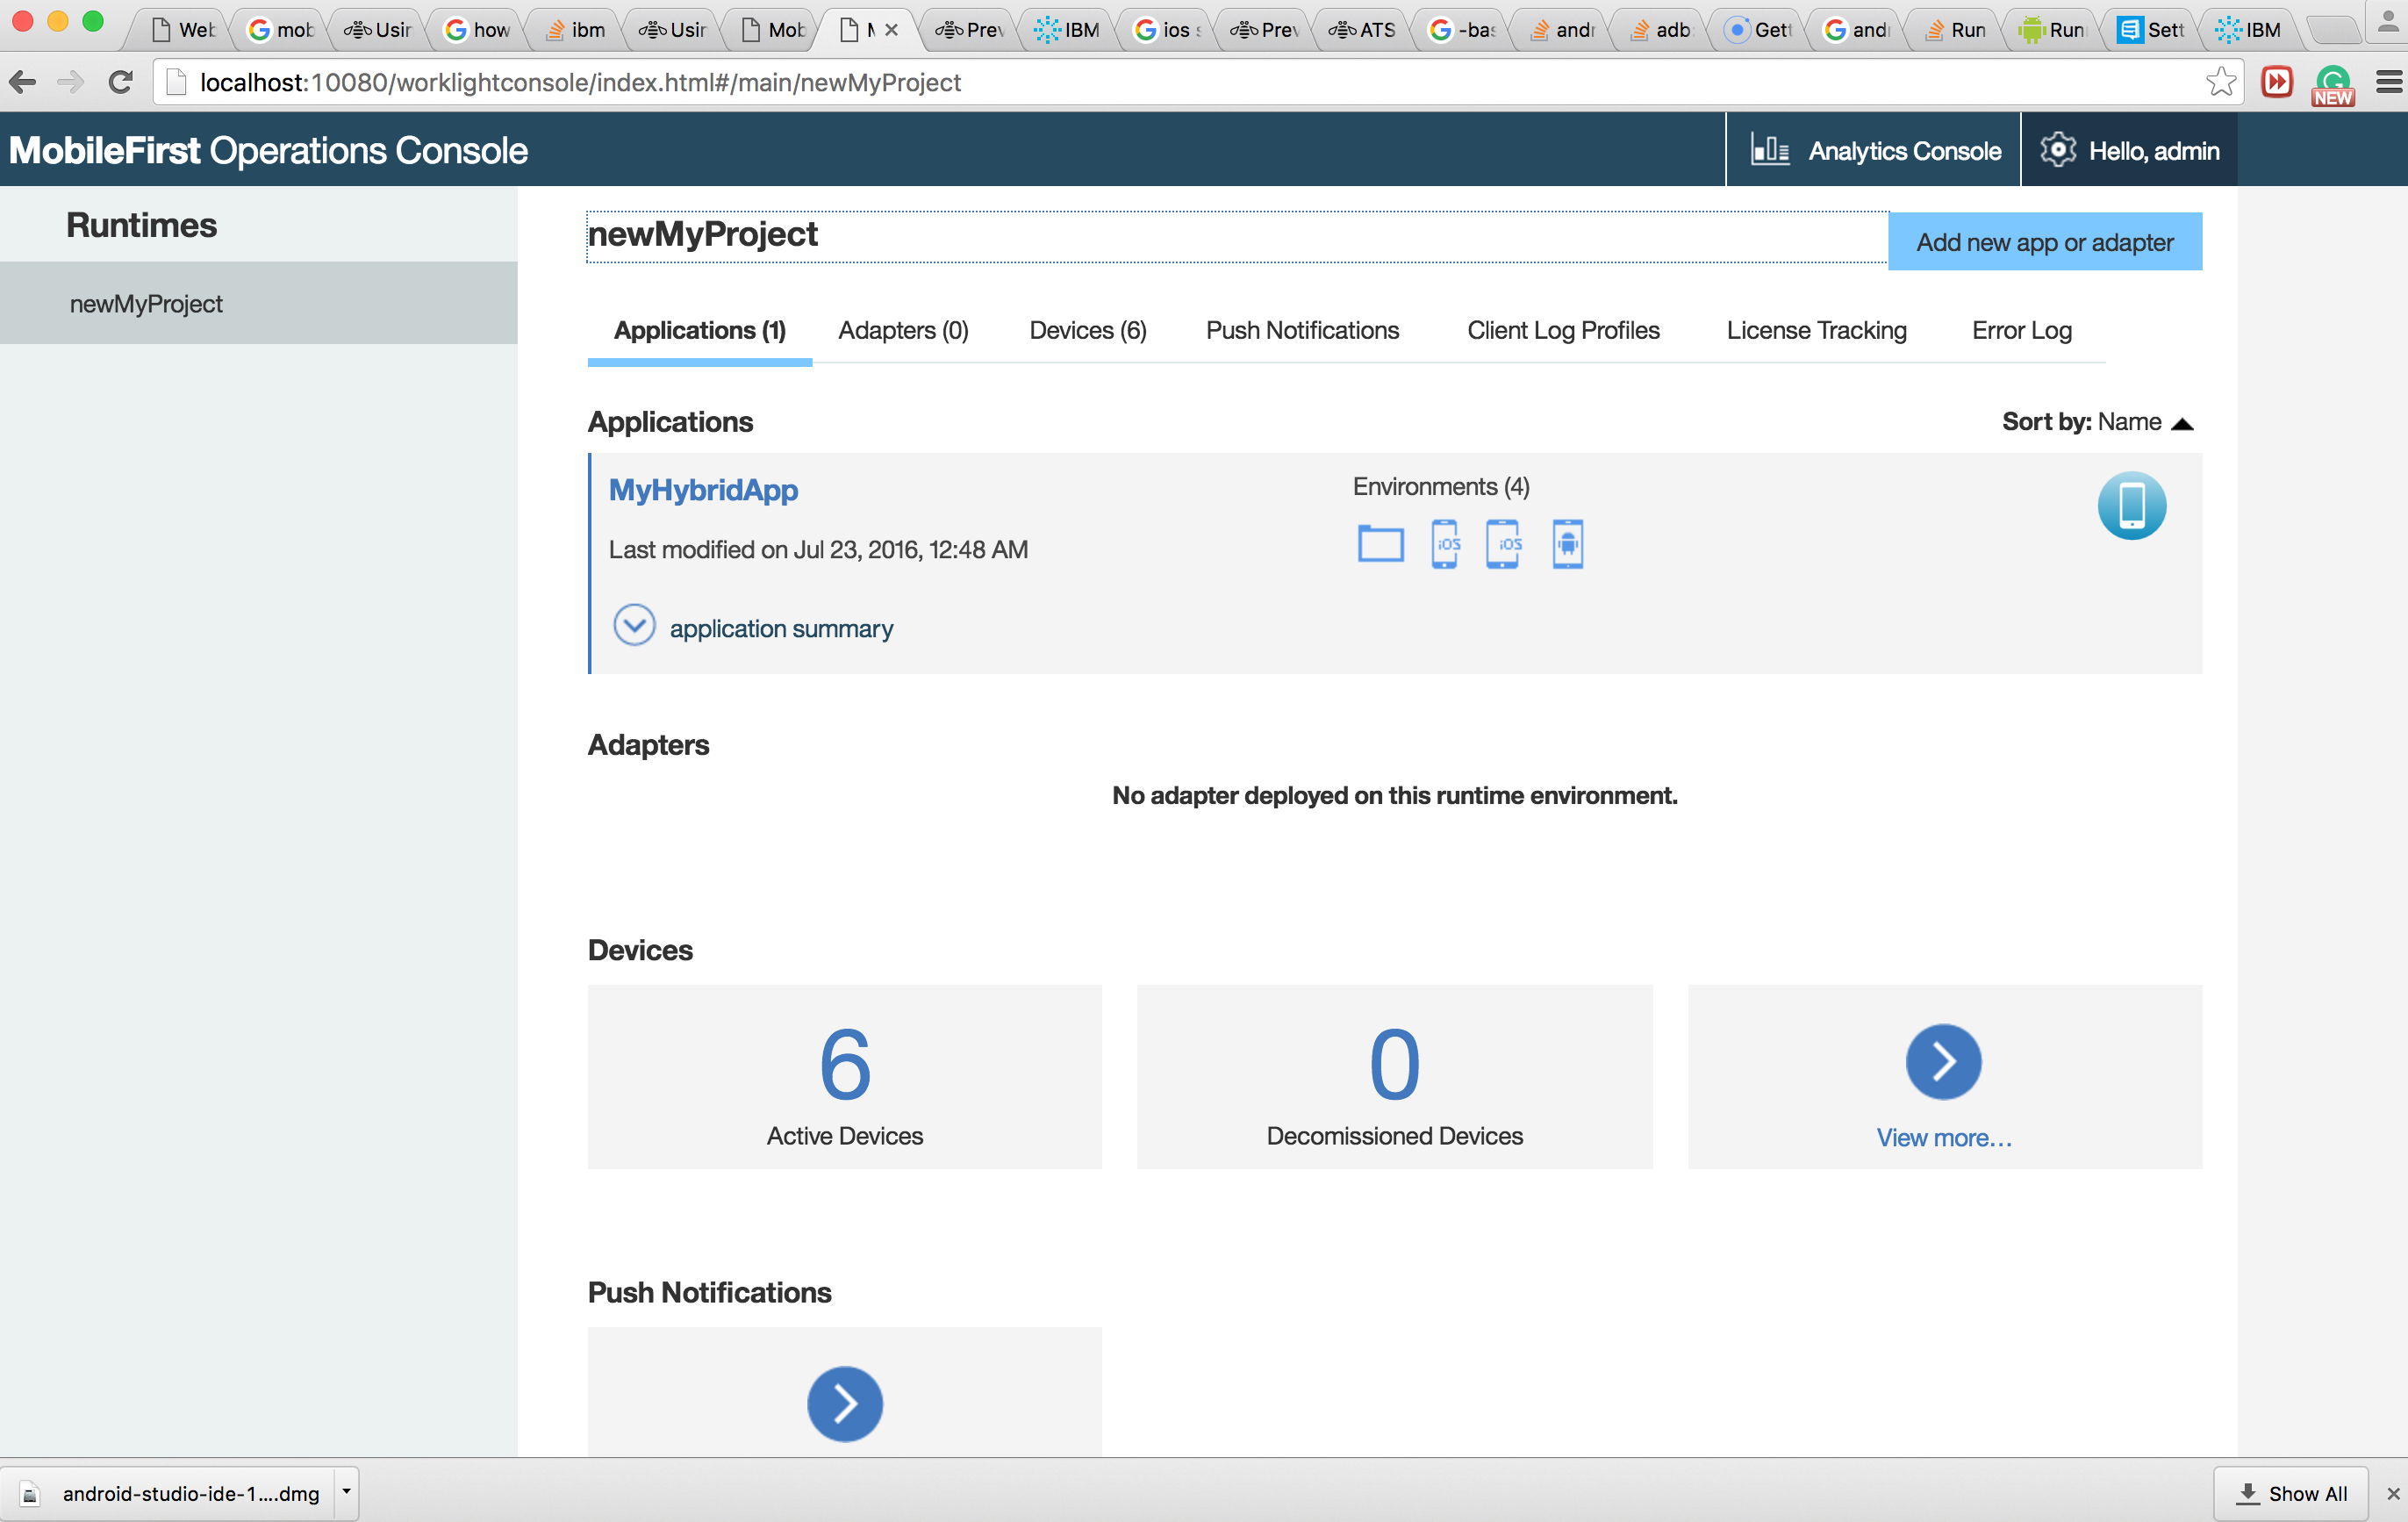 Web
mob
Usin
how
ibm
Usin
Mob
Prev
IBM
ios s
Prev
ATS
-bas
andr
adb
Gett
andr
Run
Run
Sett
IBM
localhost:10080/worklightconsole/index.html#/main/newMyProject
NEW
MobileFirst Operations Console
Analytics Console
Hello, admin
Runtimes
newMyProject
newMyProject
Add new app or adapter
Applications (1) Adapters (0) Devices (6) Push Notifications Client Log Profiles License Tracking Error Log
Applications
Sort by: Name
MyHybridApp
Environments (4)
iOS
iOS
Last modified on Jul 23, 2016, 12:48 AM
application summary
Adapters
No adapter deployed on this runtime environment.
Devices
6
Active Devices
0
Decomissioned Devices
View more...
Push Notifications
android-studio-ide-1....dmg
Show All